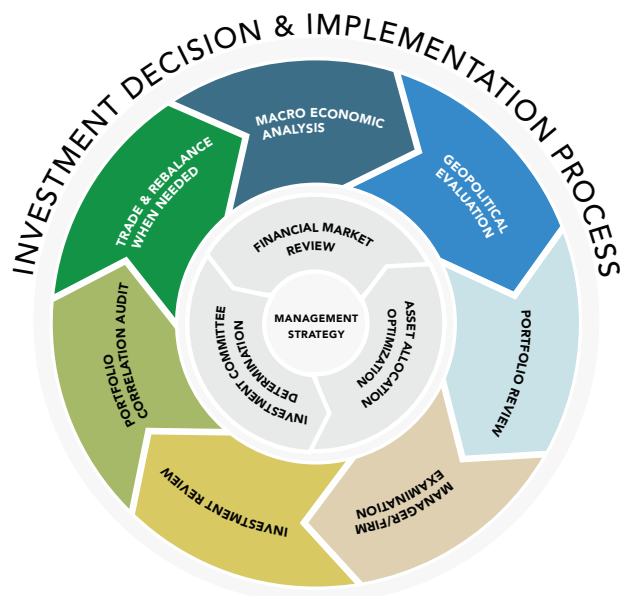 INVESTMENT DECISION & IMPLEMENTATION PROCESS
MACRO ECONOMIC
ANALYSIS
GEOPOLITICAL
EVALUATION
PORTFOLIO REVIEW
MANAGER/FIRM
EXAMINATION
INVESTMENT REVIEW
PORTFOLIO
CORRELATION AUDIT
TRADE & REBALANCE
WHEN NEEDED
FINANCIAL MARKET
REVIEW
ASSET ALLOCATION
OPTIMIZATION
INVESTMENT COMMITTEE
DETERMINATION
MANAGEMENT
STRATEGY